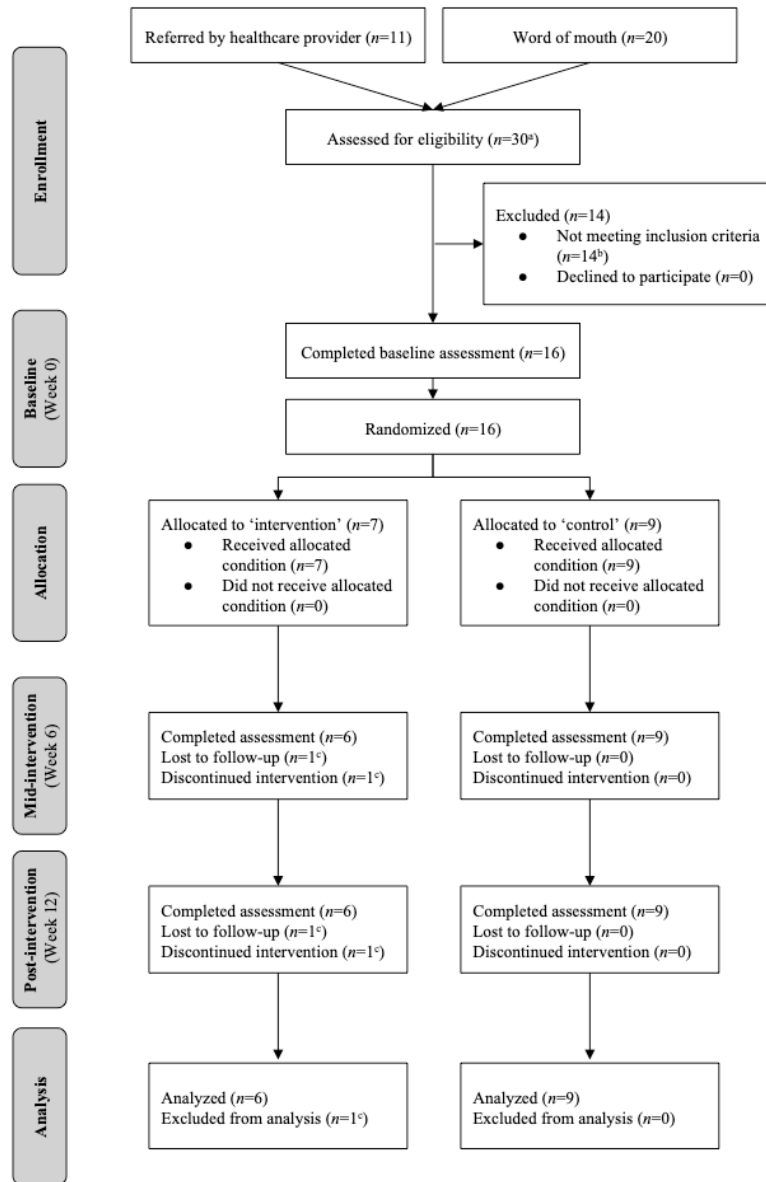 Referred by healthcare provider (n=11)
Word of mouth (n=20)
Enrollment
Assessed for eligibility (n=30ᵃ)
Excluded (n=14)
● Not meeting inclusion criteria
(n=14ᵇ)
● Declined to participate (n=0)
Baseline
(Week 0)
Completed baseline assessment (n=16)
Randomized (n=16)
Allocation
Allocated to ‘intervention’ (n=7)
● Received allocated
condition (n=7)
● Did not receive allocated
condition (n=0)
Allocated to ‘control’ (n=9)
● Received allocated
condition (n=9)
● Did not receive allocated
condition (n=0)
Mid-intervention
(Week 6)
Completed assessment (n=6)
Lost to follow-up (n=1ᶜ)
Discontinued intervention (n=1ᶜ)
Completed assessment (n=9)
Lost to follow-up (n=0)
Discontinued intervention (n=0)
Post-intervention
(Week 12)
Completed assessment (n=6)
Lost to follow-up (n=1ᶜ)
Discontinued intervention (n=1ᶜ)
Completed assessment (n=9)
Lost to follow-up (n=0)
Discontinued intervention (n=0)
Analysis
Analyzed (n=6)
Excluded from analysis (n=1ᶜ)
Analyzed (n=9)
Excluded from analysis (n=0)